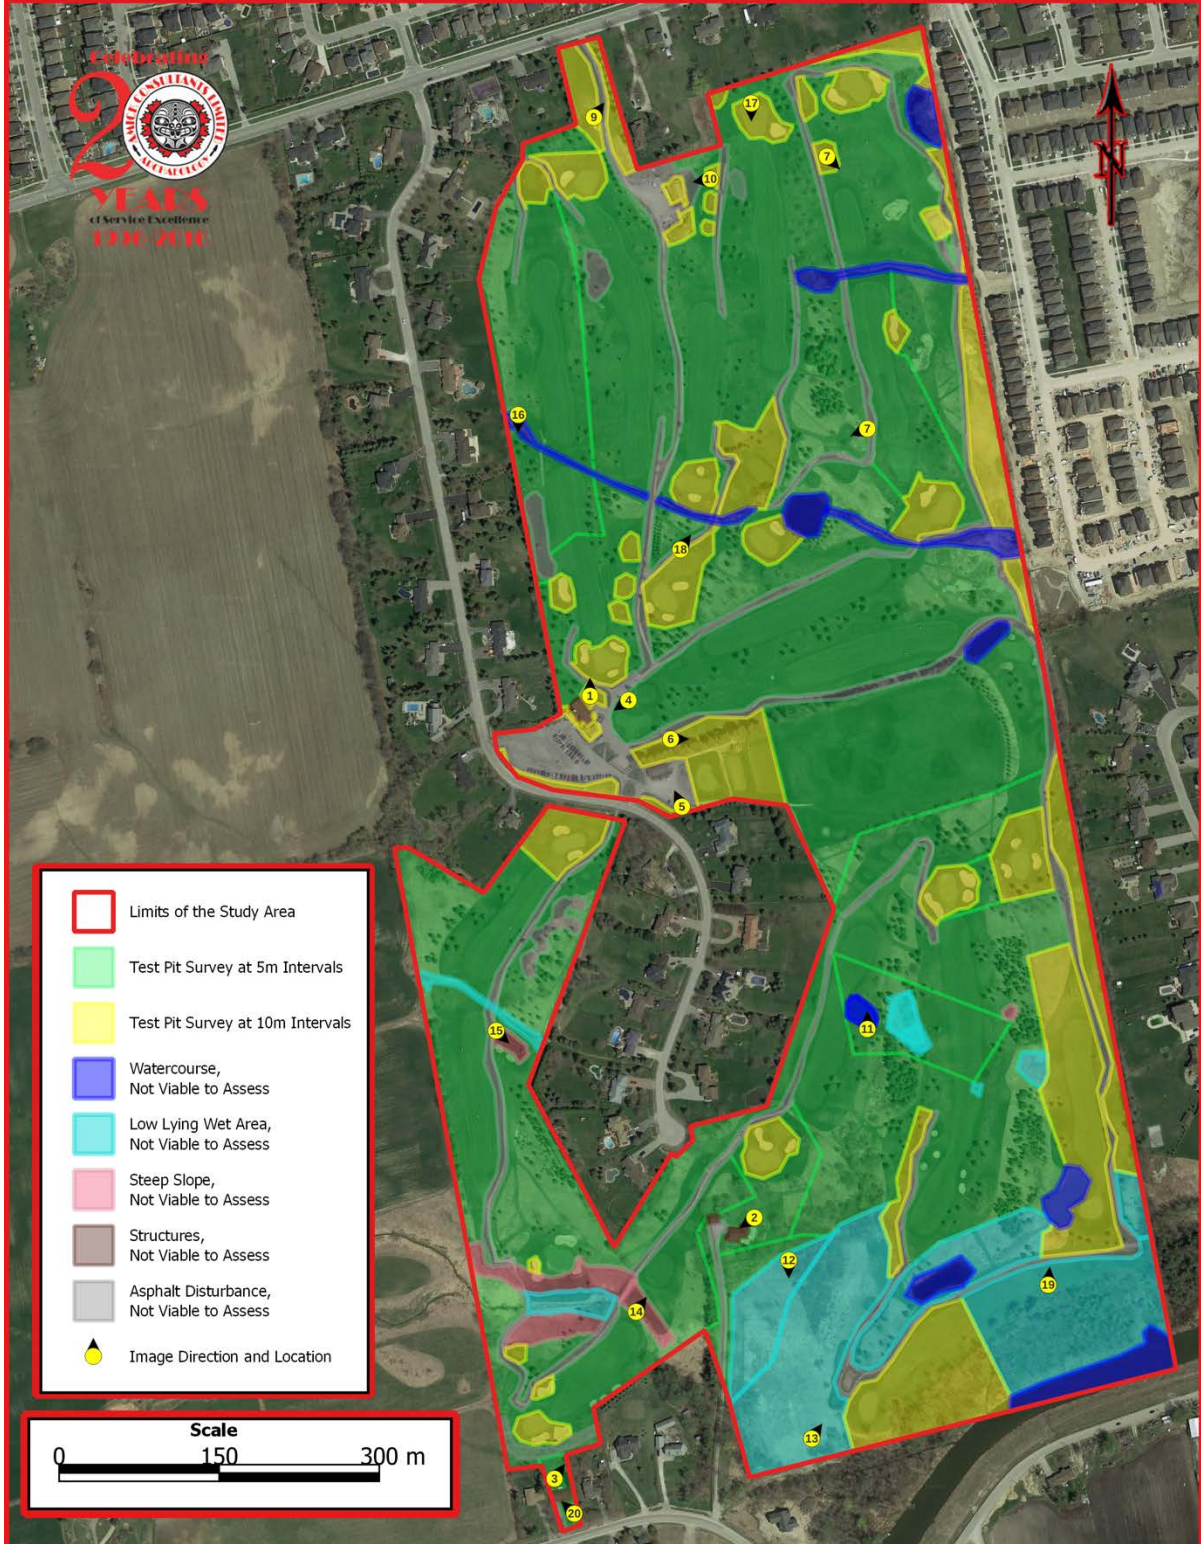 Celebrating
20
AMICK CONSULTANTS LIMITED
ARCHAEOLOGY
YEARS
of Service Excellence
1996-2016
N
9
17
10
7
16
7
18
1
4
6
5
15
11
2
12
14
19
13
3
20
Limits of the Study Area
Test Pit Survey at 5m Intervals
Test Pit Survey at 10m Intervals
Watercourse,
Not Viable to Assess
Low Lying Wet Area,
Not Viable to Assess
Steep Slope,
Not Viable to Assess
Structures,
Not Viable to Assess
Asphalt Disturbance,
Not Viable to Assess
Image Direction and Location
Scale
0 150 300 m